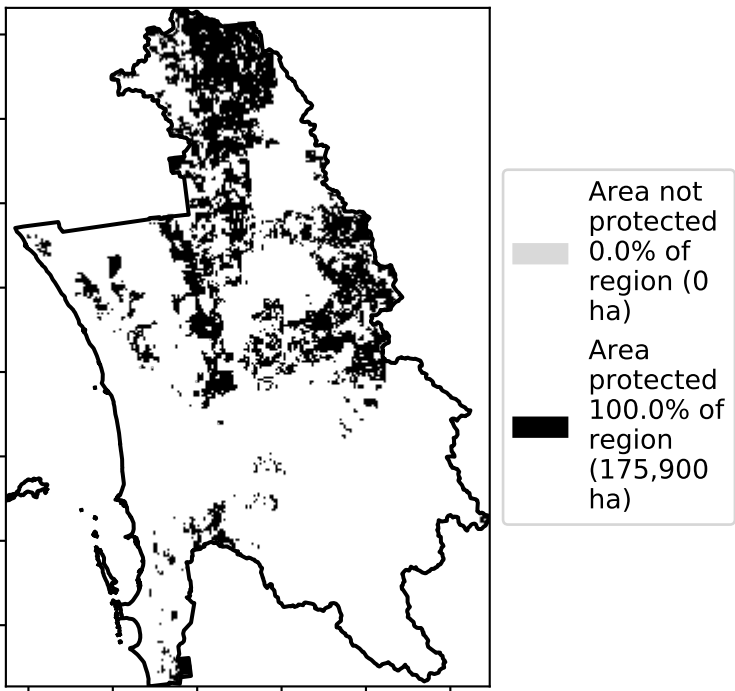 Area not
protected
0.0% of
region (0
ha)
Area
protected
100.0% of
region
(175,900
ha)